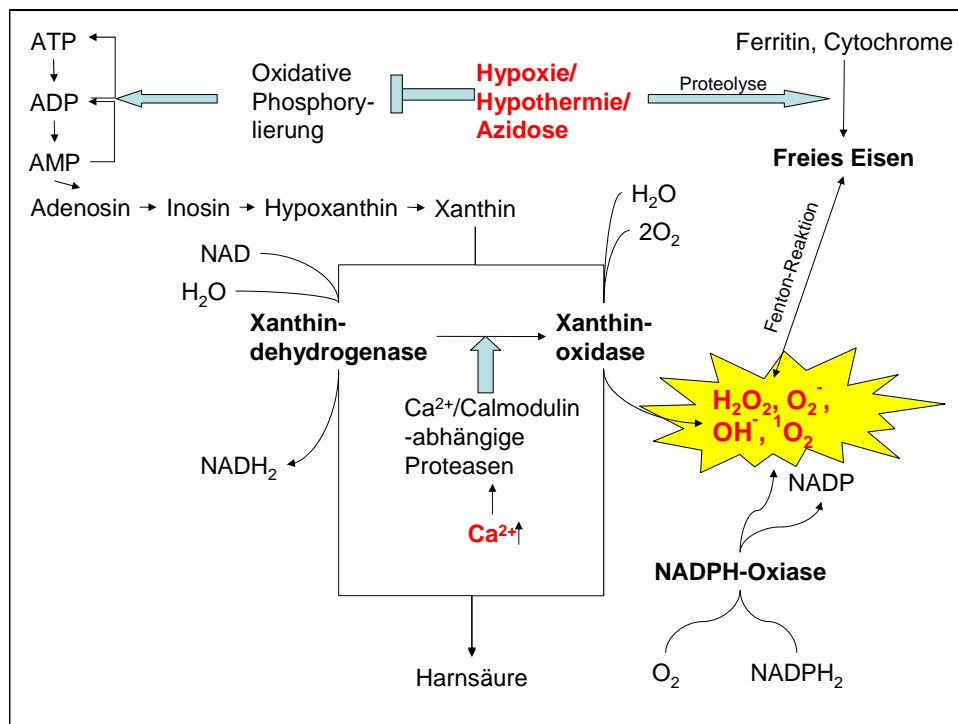 ATP
ADP
AMP
Oxidative
Phosphory-
lierung
Hypoxie/
Hypothermie/
Azidose
Proteolyse
Ferritin, Cytochrome
Freies Eisen
Adenosin
Inosin
Hypoxanthin
Xanthin
H₂O
2O₂
NAD
H₂O
Xanthin-
dehydrogenase
Xanthin-
oxidase
Fenton-Reaktion
H₂O₂, O₂⁻,
OH⁻, ¹O₂
Ca²⁺/Calmodulin
-abhängige
Proteasen
NADH₂
Ca²⁺
NADP
NADPH-Oxiase
O₂
NADPH₂
Harnsäure